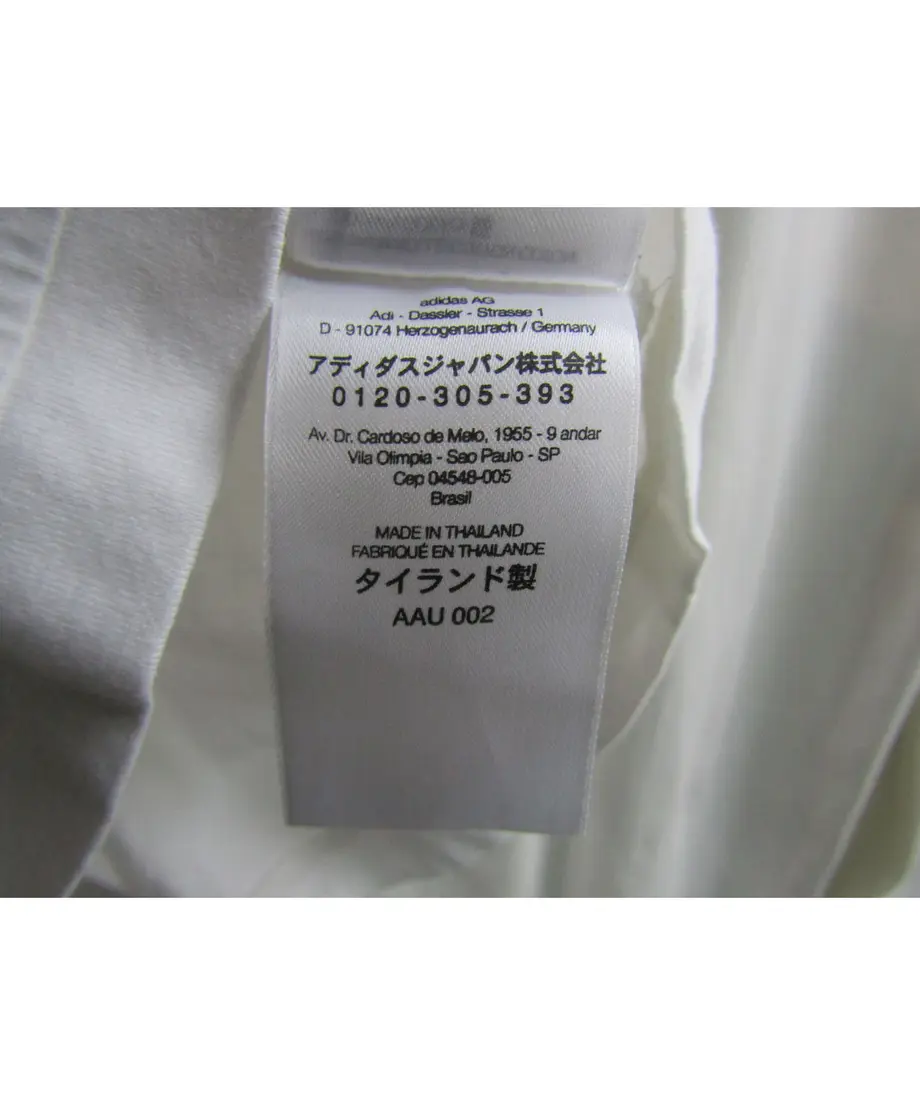 adidas AG
Adi - Dassler - Strasse 1
D - 91074 Herzogenaurach / Germany
アディダスジャパン株式会社
0120-305-393
Av. Dr. Cardoso de Melo, 1955 - 9 andar
Vila Olimpia - Sao Paulo - SP
Cep 04548-005
Brasil
MADE IN THAILAND
FABRIQUÉ EN THAILANDE
タイランド製
AAU 002